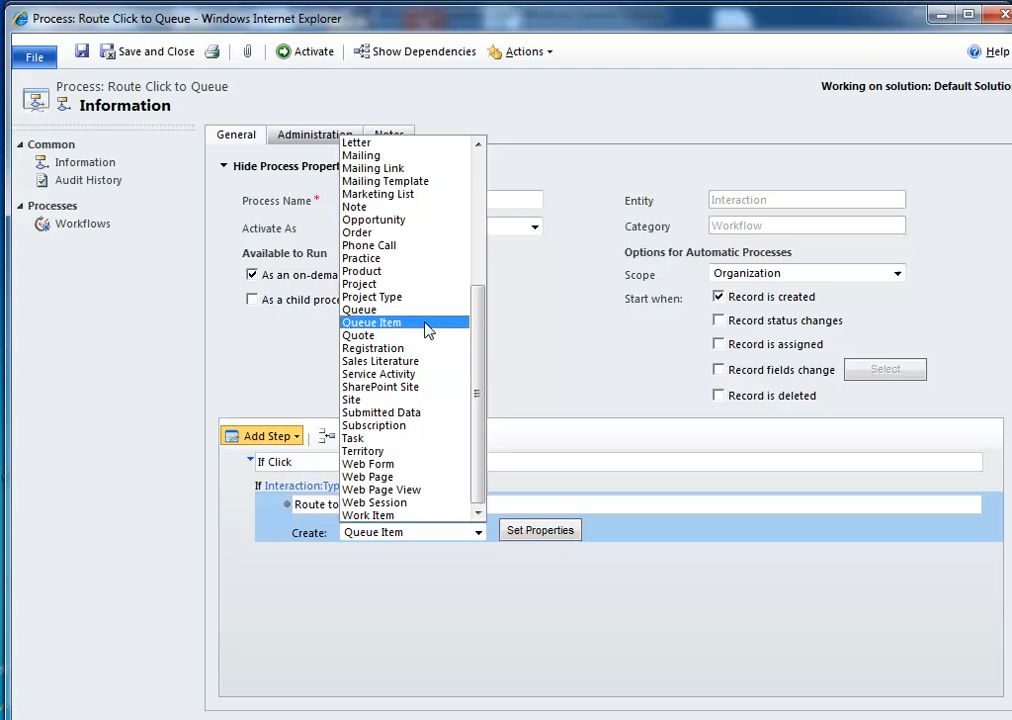 Process: Route Click to Queue - Windows Internet Explorer
File
Save and Close
Activate
Show Dependencies
Actions
Help
Process: Route Click to Queue
Information
Working on solution: Default Solutio
Common
Information
Audit History
Processes
Workflows
General
Administration
Notes
Hide Process Propert
Process Name *
Activate As
Available to Run
As an on-dema
As a child proce
Entity
Interaction
Category
Workflow
Options for Automatic Processes
Scope
Organization
Start when:
Record is created
Record status changes
Record is assigned
Record fields change
Select
Record is deleted
Letter
Mailing
Mailing Link
Mailing Template
Marketing List
Note
Opportunity
Order
Phone Call
Practice
Product
Project
Project Type
Queue
Queue Item
Quote
Registration
Sales Literature
Service Activity
SharePoint Site
Site
Submitted Data
Subscription
Task
Territory
Web Form
Web Page
Web Page View
Web Session
Work Item
Add Step
If Click
If Interaction:Typ
Route to
Create:
Queue Item
Set Properties